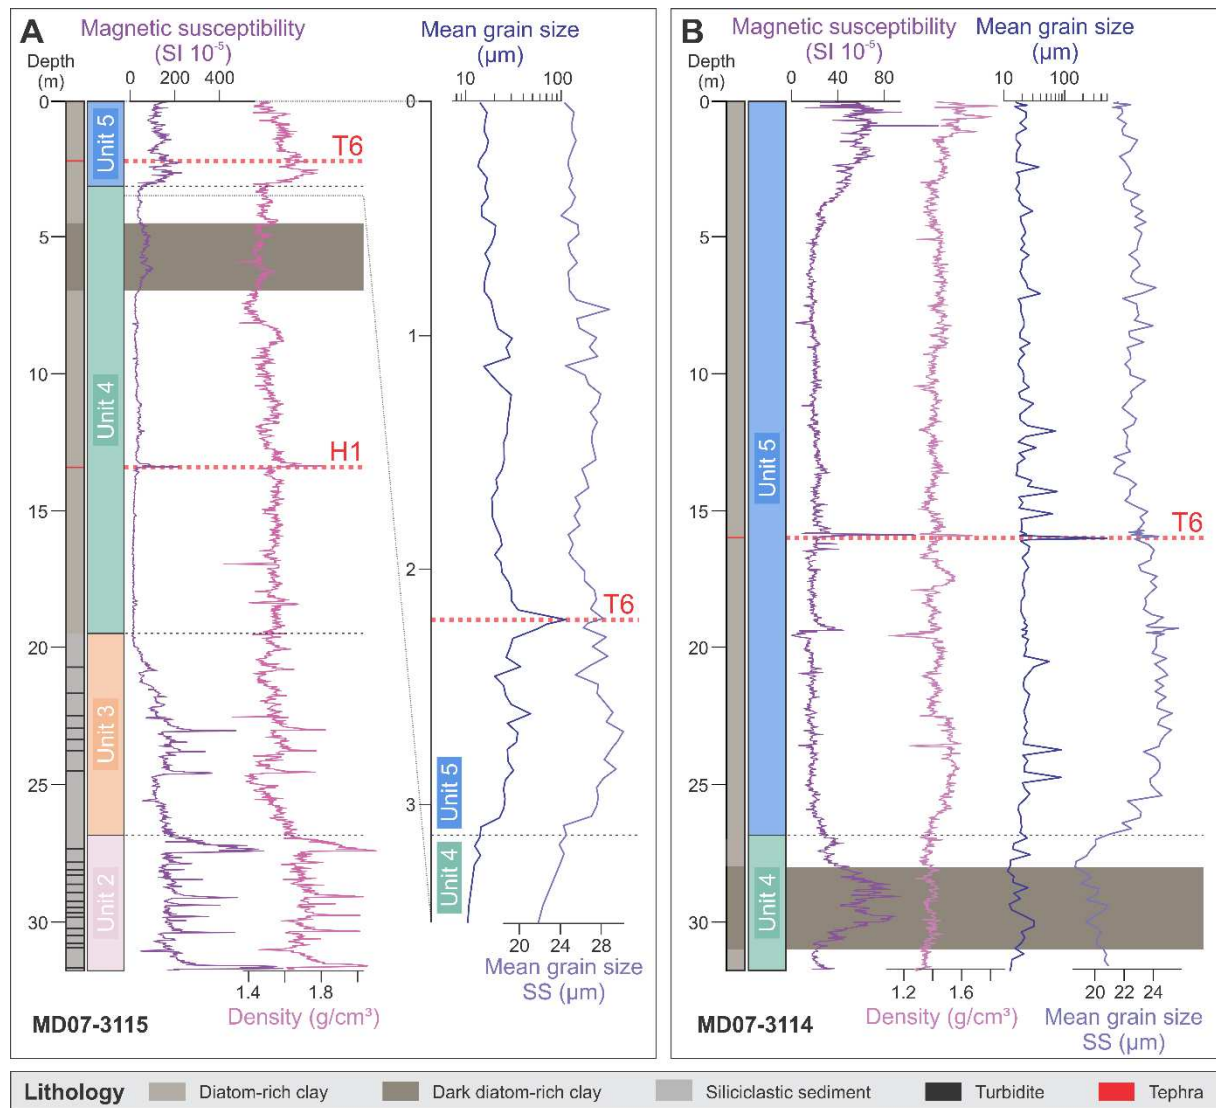 A
Magnetic susceptibility
(SI 10⁻⁵)
Depth
(m)
0 200 400
Mean grain size
(µm)
10 100
0
5
10
15
20
25
30
Unit 5
Unit 4
Unit 3
Unit 2
T6
H1
0
1
2
3
T6
Unit 5
Unit 4
1.4 1.8
Density (g/cm³)
20 24 28
Mean grain size
SS (µm)
MD07-3115
B
Magnetic susceptibility
(SI 10⁻⁵)
Depth
(m)
0 40 80
Mean grain size
(µm)
10 100
0
5
10
15
20
25
30
Unit 5
Unit 4
T6
1.2 1.6
Density (g/cm³)
20 22 24
Mean grain size
SS (µm)
MD07-3114
Lithology Diatom-rich clay Dark diatom-rich clay Siliciclastic sediment Turbidite Tephra